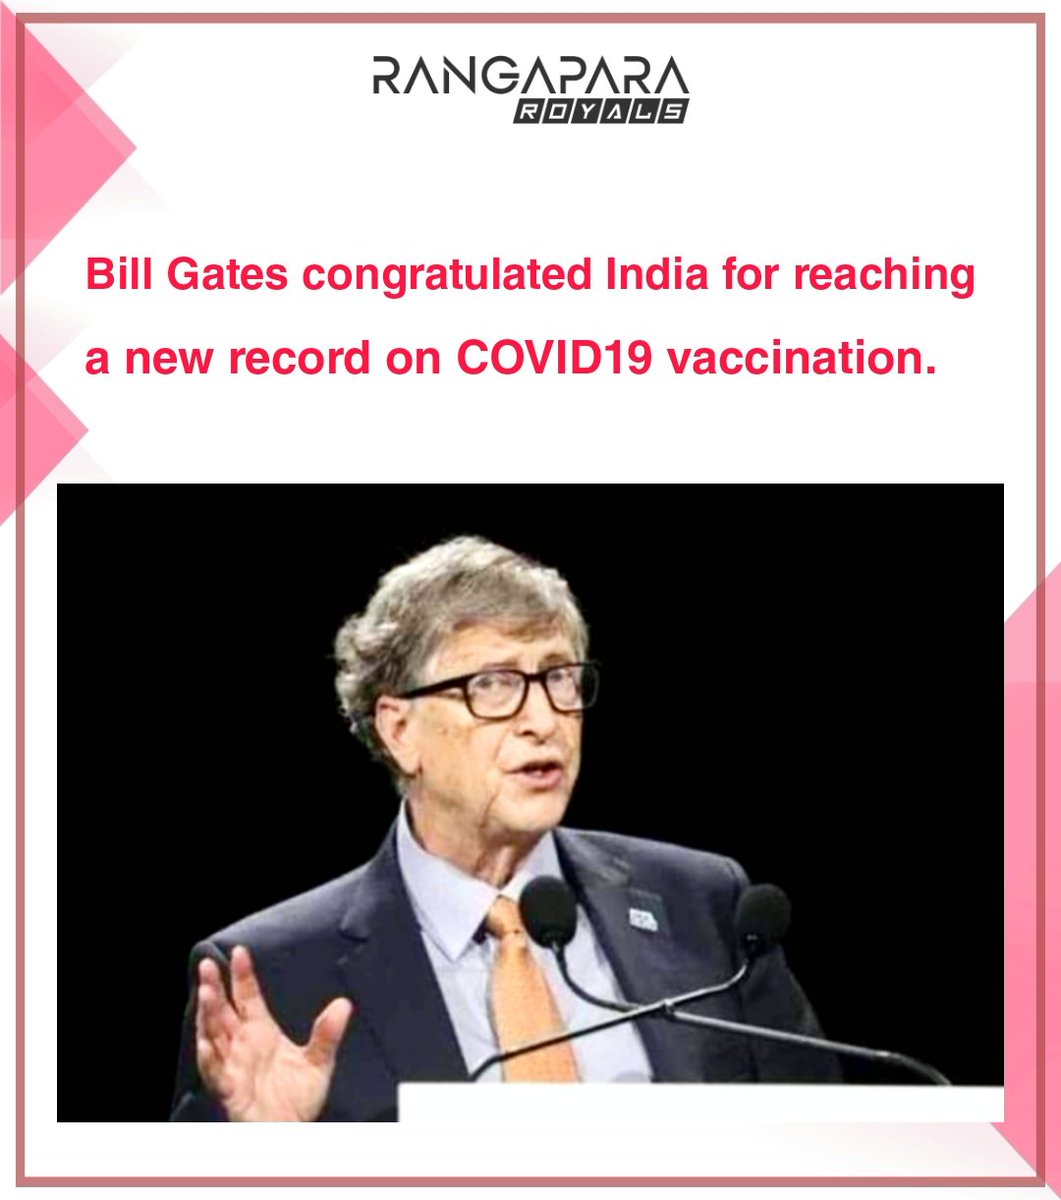 RANGAPARA
ROYALS
Bill Gates congratulated India for reaching
a new record on COVID19 vaccination.